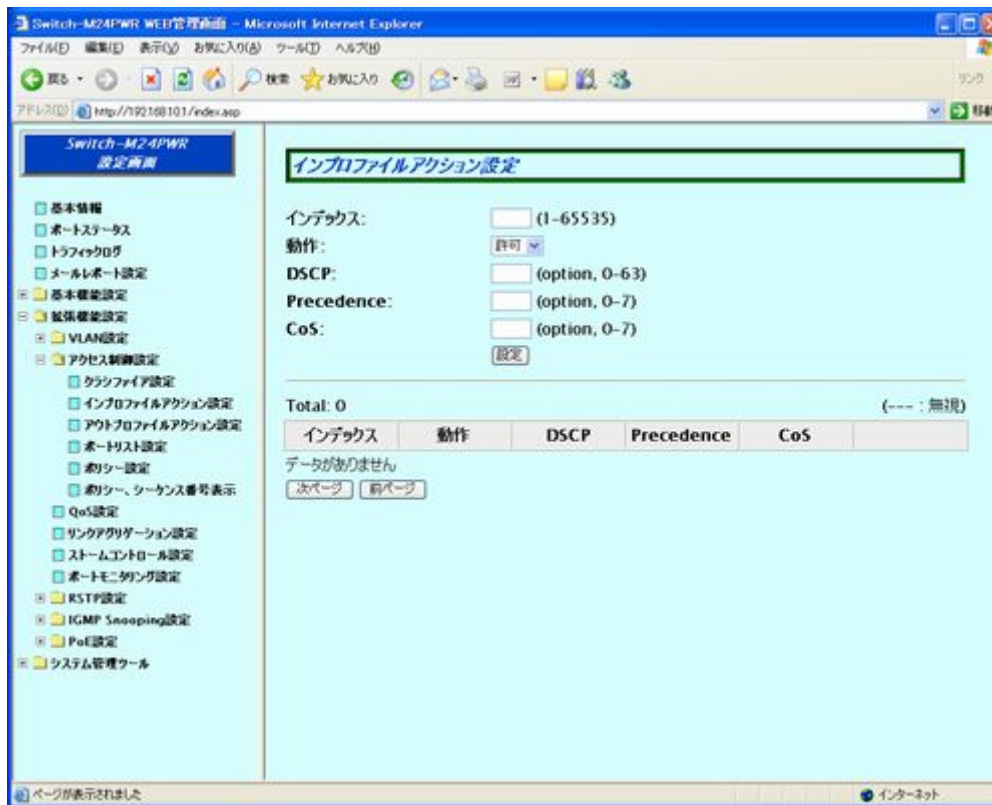 Switch-M24PWR WEB管理画面 - Microsoft Internet Explorer
ファイル(F) 編集(E) 表示(V) お気に入り(A) ツール(T) ヘルプ(H)
戻る 検索 お気に入り リンク
アドレス(D) http://192.168.0.1/index.asp 移動
Switch-M24PWR
設定画面
基本情報
ポートステータス
トラフィックログ
メールレポート設定
基本機能設定
拡張機能設定
VLAN設定
アクセス制御設定
クラシファイア設定
インプロファイルアクション設定
アウトプロファイルアクション設定
ポートリスト設定
ポリシー設定
ポリシー、シーケンス番号表示
QoS設定
リンクアグリゲーション設定
ストームコントロール設定
ポートモニタリング設定
RSTP設定
IGMP Snooping設定
PoE設定
システム管理ツール
インプロファイルアクション設定
インデックス: (1-65535)
動作: 許可
DSCP: (option, 0-63)
Precedence: (option, 0-7)
CoS: (option, 0-7)
設定
Total: 0 (--- : 無視)
インデックス 動作 DSCP Precedence CoS
データがありません
次ページ 前ページ
ページが表示されました インターネット